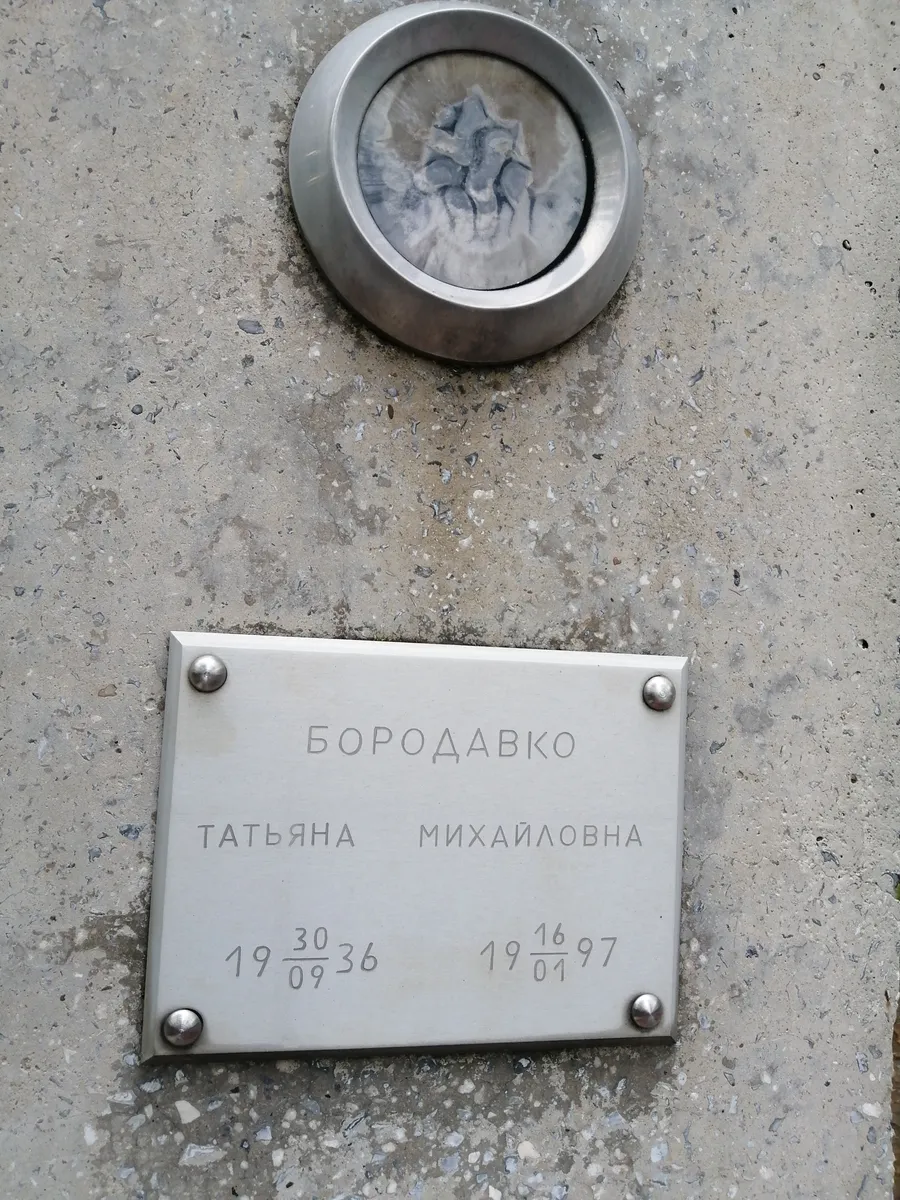 БОРОДАВКО
ТАТЬЯНА МИХАЙЛОВНА
19 30/09 36 19 16/01 97